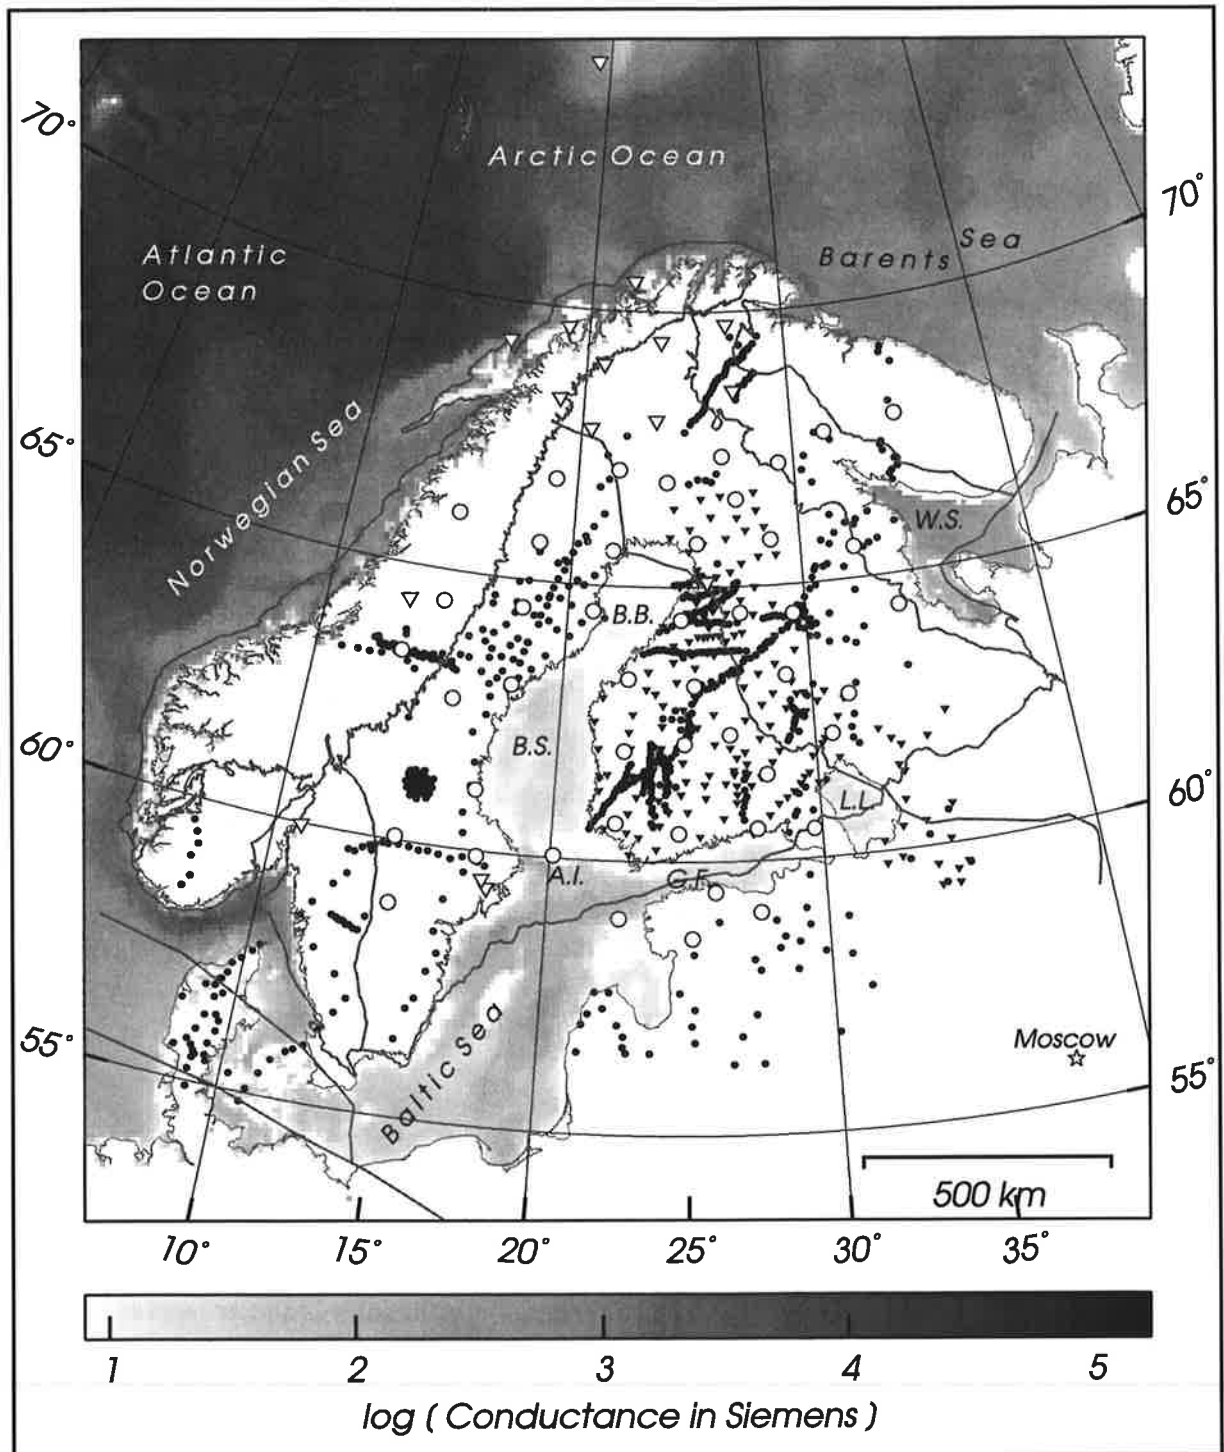 70°
Arctic Ocean
70°
Sea
Barents
Atlantic
Ocean
65°
Norwegian Sea
65°
W.S.
B.B.
60°
B.S.
60°
L.L.
A.I.
G.F.
55°
Moscow
Baltic Sea
55°
500 km
10° 15° 20° 25° 30° 35°
1 2 3 4 5
log ( Conductance in Siemens )